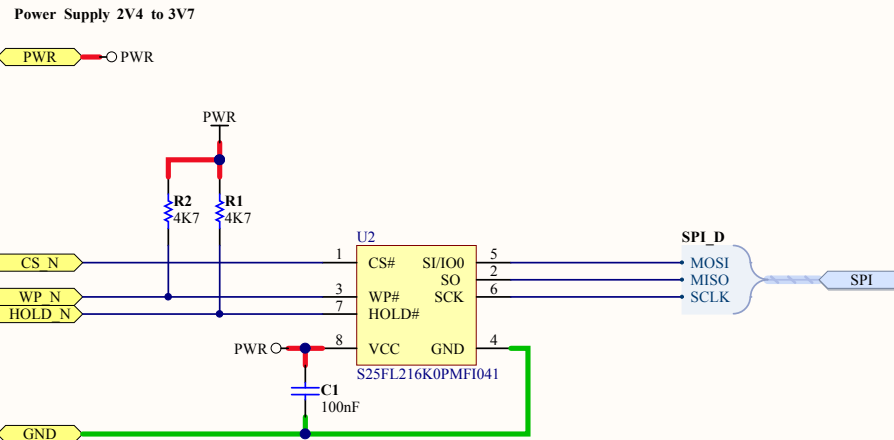 Power Supply 2V4 to 3V7
PWR PWR
PWR
R2 R1
4K7 4K7
U2 SPI_D
CS_N 1 CS# SI/IO0 5 MOSI
SO 2 MISO SPI
WP_N 3 WP# SCK 6 SCLK
HOLD_N 7 HOLD#
PWR 8 VCC GND 4
S25FL216K0PMFI041
C1
100nF
GND